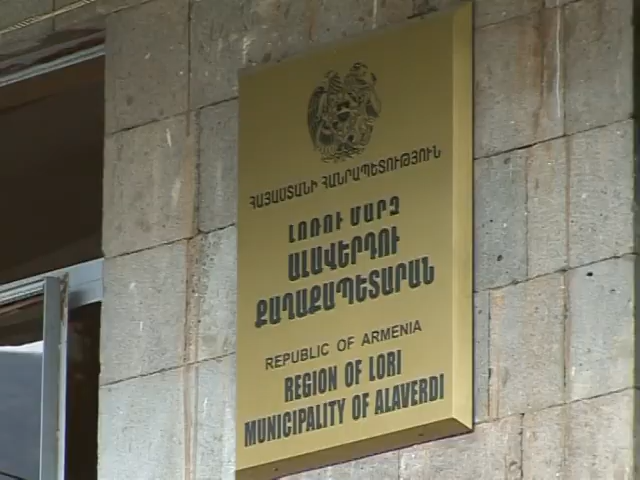 ՀԱՅԱՍՏԱՆԻ ՀԱՆՐԱՊԵՏՈՒԹՅՈՒՆ
ԼՈՌՈՒ ՄԱՐԶ
ԱԼԱՎԵՐԴՈՒ
ՔԱՂԱՔԱՊԵՏԱՐԱՆ
REPUBLIC OF ARMENIA
REGION OF LORI
MUNICIPALITY OF ALAVERDI